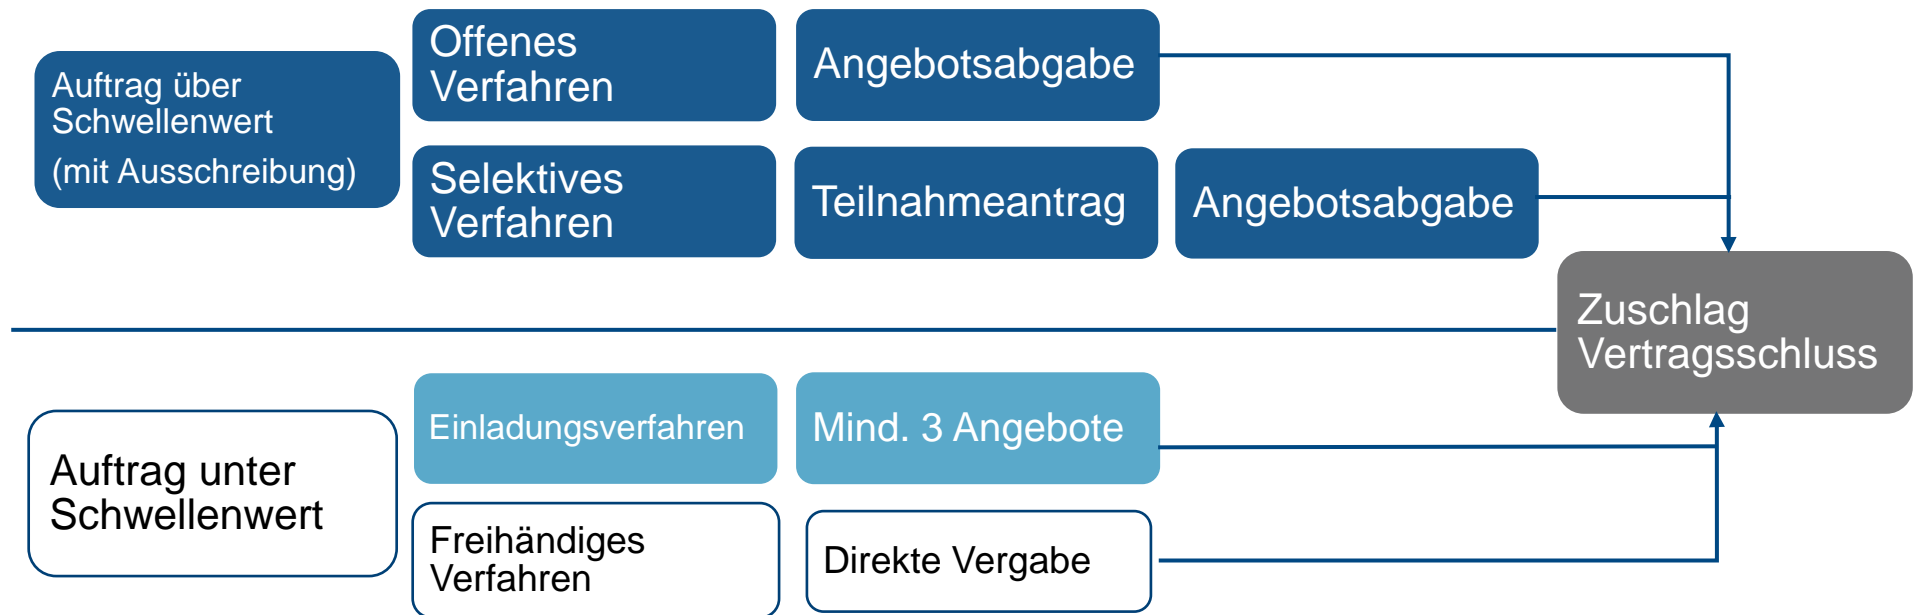 Auftrag über
Schwellenwert
(mit Ausschreibung)
Offenes
Verfahren
Angebotsabgabe
Selektives
Verfahren
Teilnahmeantrag
Angebotsabgabe
Zuschlag
Vertragsschluss
Auftrag unter
Schwellenwert
Einladungsverfahren
Mind. 3 Angebote
Freihändiges
Verfahren
Direkte Vergabe